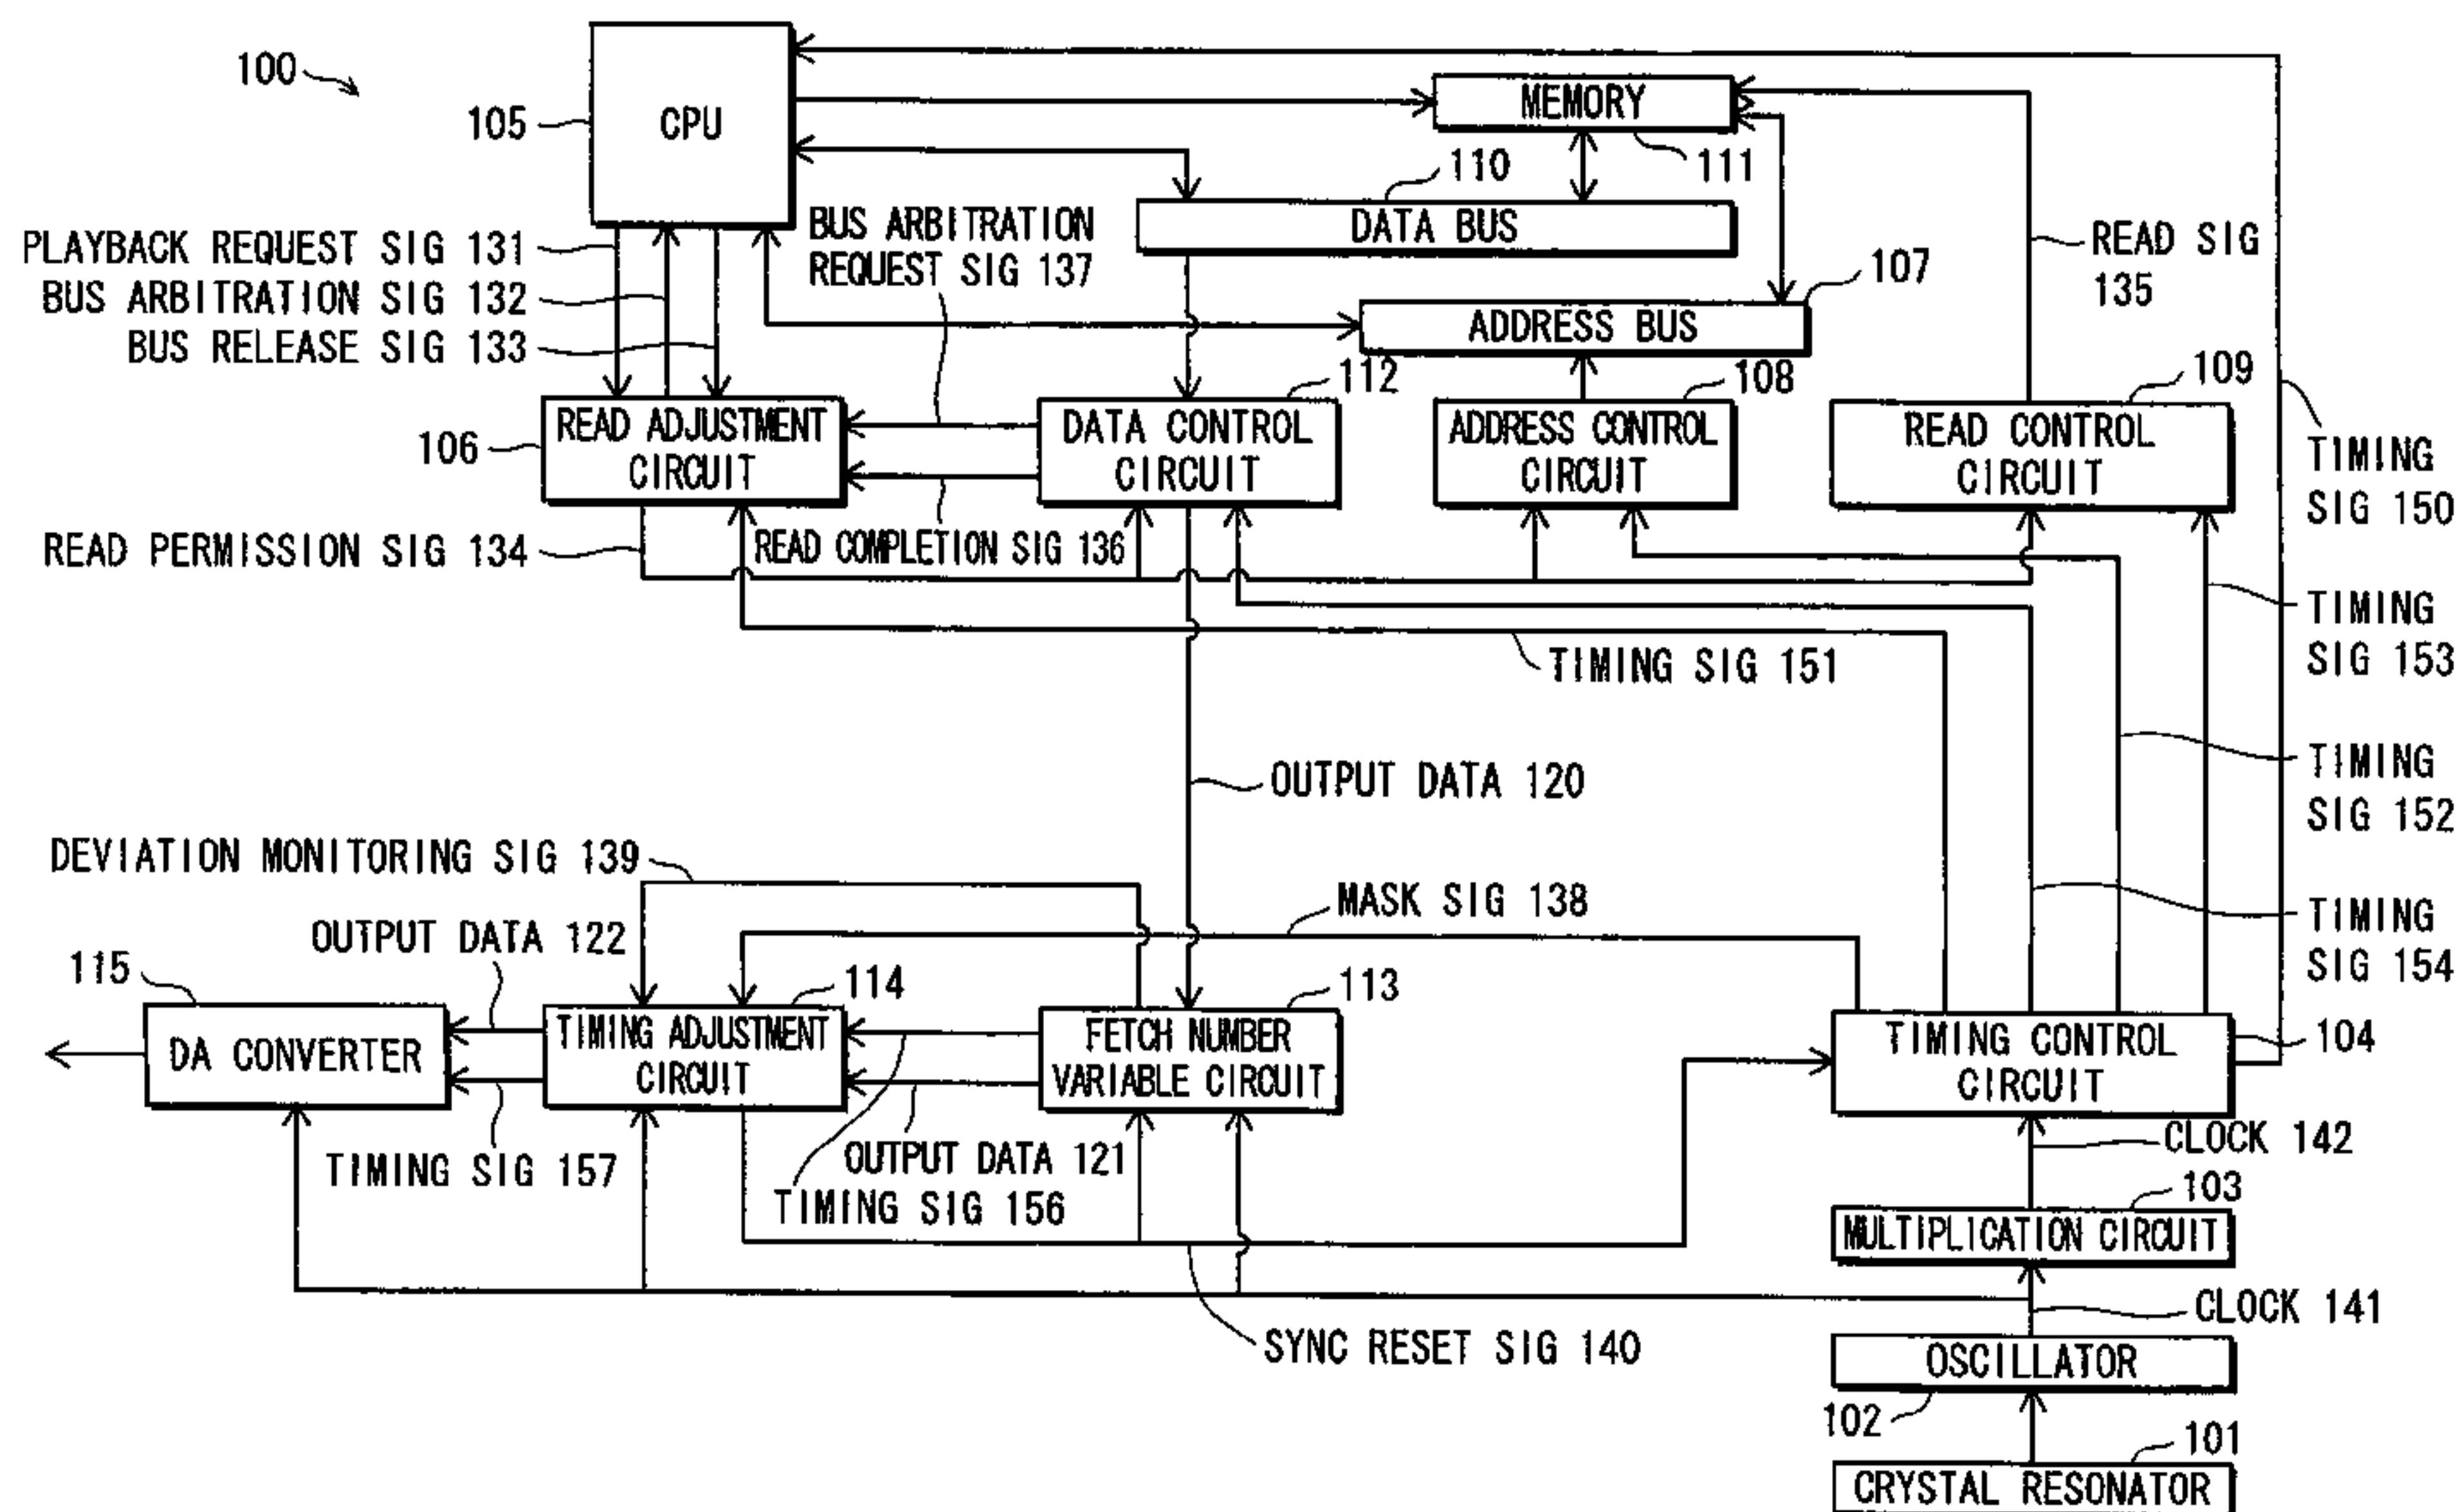 100
105
CPU
MEMORY
111
110
DATA BUS
BUS ARBITRATION
REQUEST SIG 137
PLAYBACK REQUEST SIG 131
BUS ARBITRATION SIG 132
BUS RELEASE SIG 133
READ SIG
135
107
ADDRESS BUS
112
108
109
106
READ ADJUSTMENT
CIRCUIT
DATA CONTROL
CIRCUIT
ADDRESS CONTROL
CIRCUIT
READ CONTROL
CIRCUIT
TIMING
SIG 150
READ PERMISSION SIG 134
READ COMPLETION SIG 136
TIMING
SIG 153
TIMING SIG 151
TIMING
SIG 152
OUTPUT DATA 120
DEVIATION MONITORING SIG 139
MASK SIG 138
TIMING
SIG 154
OUTPUT DATA 122
115
114
113
DA CONVERTER
TIMING ADJUSTMENT
CIRCUIT
FETCH NUMBER
VARIABLE CIRCUIT
TIMING CONTROL
CIRCUIT
104
TIMING SIG 157
OUTPUT DATA 121
TIMING SIG 156
CLOCK 142
103
MULTIPLICATION CIRCUIT
CLOCK 141
SYNC RESET SIG 140
OSCILLATOR
102
101
CRYSTAL RESONATOR